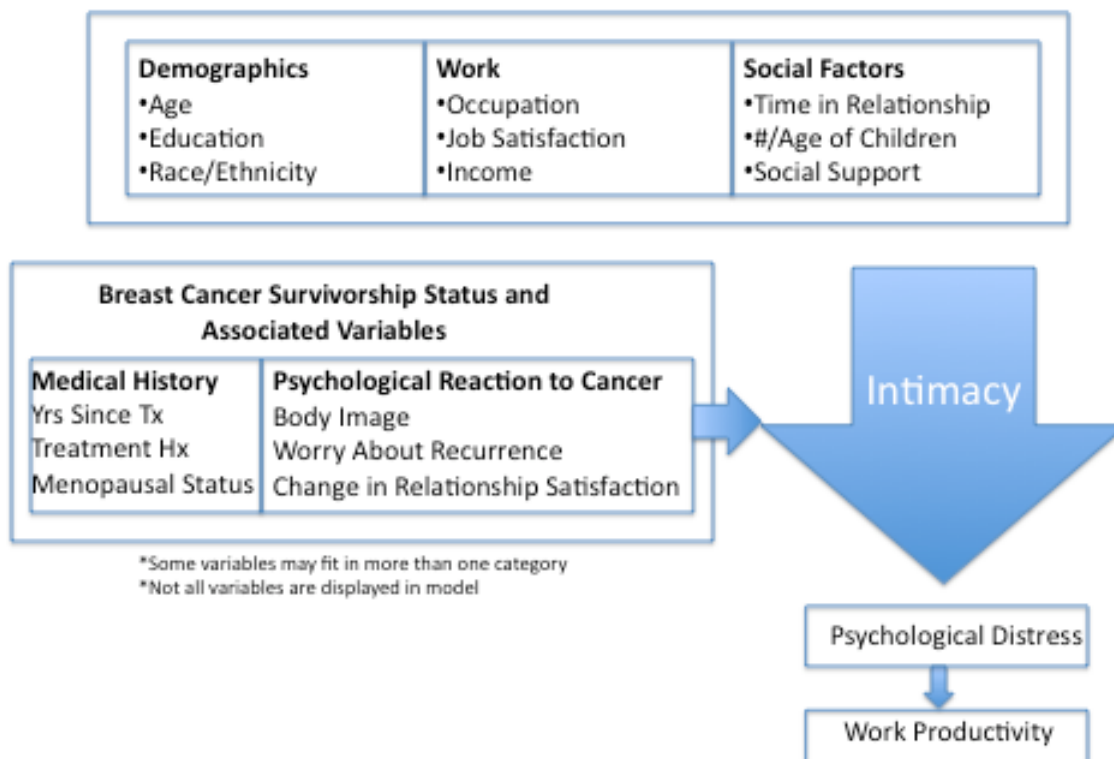 Demographics
•Age
•Education
•Race/Ethnicity
Work
•Occupation
•Job Satisfaction
•Income
Social Factors
•Time in Relationship
•#/Age of Children
•Social Support
Breast Cancer Survivorship Status and
Associated Variables
Medical History
Yrs Since Tx
Treatment Hx
Menopausal Status
Psychological Reaction to Cancer
Body Image
Worry About Recurrence
Change in Relationship Satisfaction
Intimacy
*Some variables may fit in more than one category
*Not all variables are displayed in model
Psychological Distress
Work Productivity